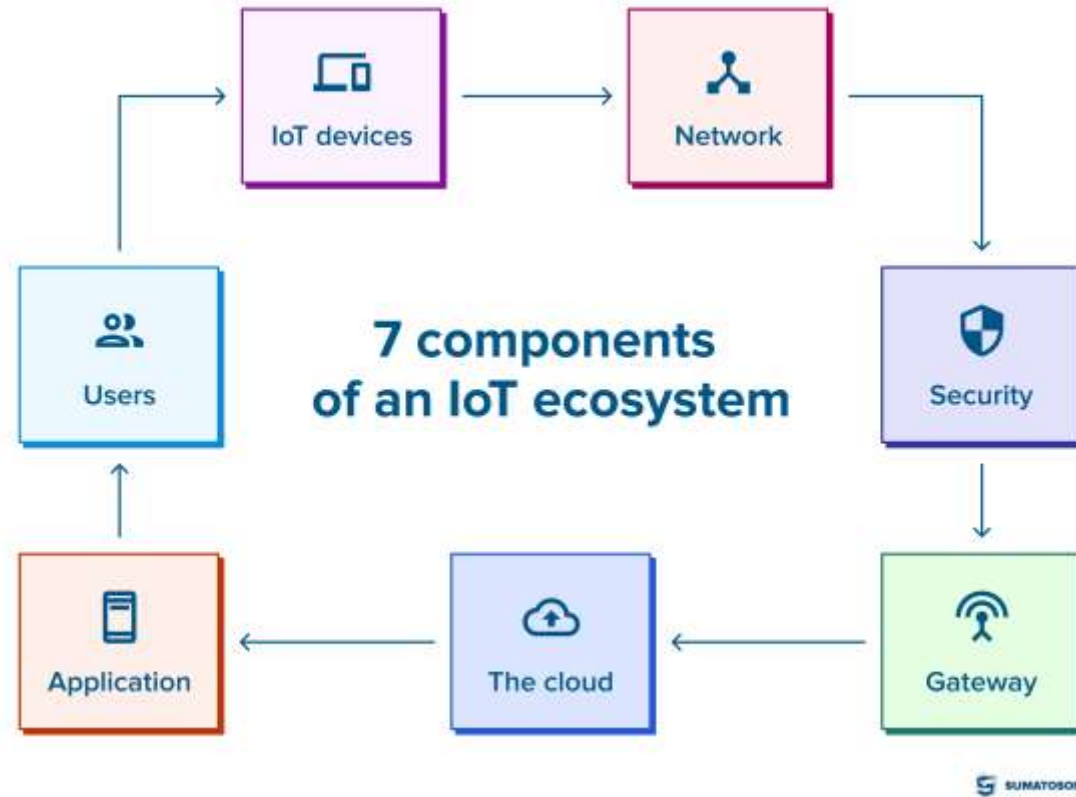 IoT devices
Network
Users
7 components
of an IoT ecosystem
Security
Application
The cloud
Gateway